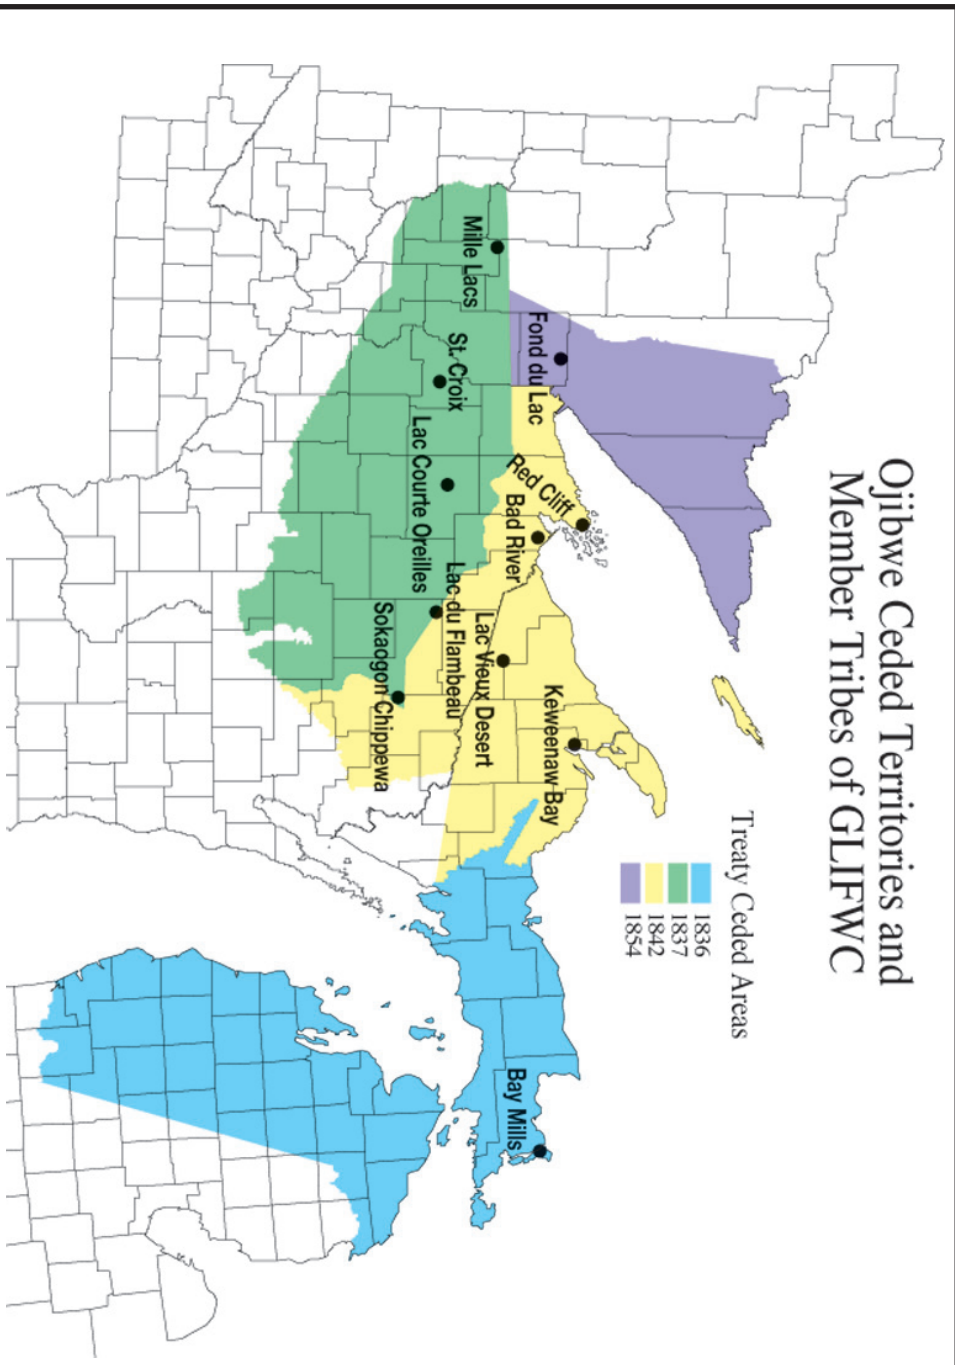 Ojibwe Ceded Territories and
Member Tribes of GLIFWC
Treaty Ceded Areas
1836
1837
1842
1854
Fond du Lac
Mille Lacs
Red Cliff
Bad River
St. Croix
Lac Courte Oreilles
Keweenaw Bay
Lac Vieux Desert
Lac du Flambeau
Sokaogon Chippewa
Bay Mills